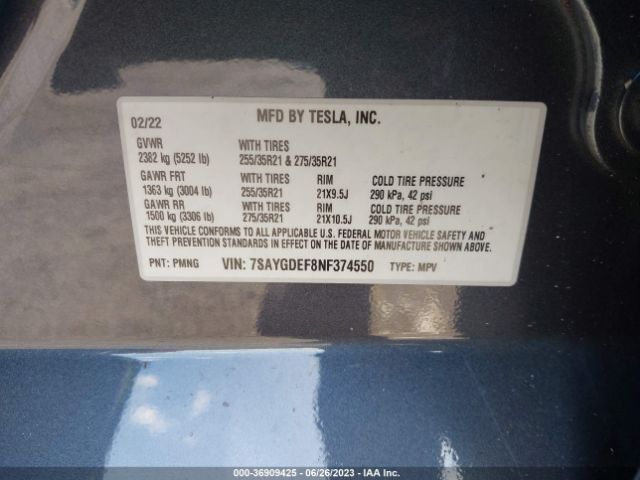 MFD BY TESLA, INC.
02/22
GVWR WITH TIRES
2382 kg (5252 lb) 255/35R21 & 275/35R21
GAWR FRT WITH TIRES RIM COLD TIRE PRESSURE
1363 kg (3004 lb) 255/35R21 21X9.5J 290 kPa, 42 psi
GAWR RR WITH TIRES RIM COLD TIRE PRESSURE
1500 kg (3306 lb) 275/35R21 21X10.5J 290 kPa, 42 psi
THIS VEHICLE CONFORMS TO ALL APPLICABLE U.S. FEDERAL MOTOR VEHICLE SAFETY AND
THEFT PREVENTION STANDARDS IN EFFECT ON THE DATE OF MANUFACTURE SHOWN ABOVE.
PNT: PMNG VIN: 7SAYGDEF8NF374550 TYPE: MPV
000-36909425 - 06/26/2023 - IAA Inc.